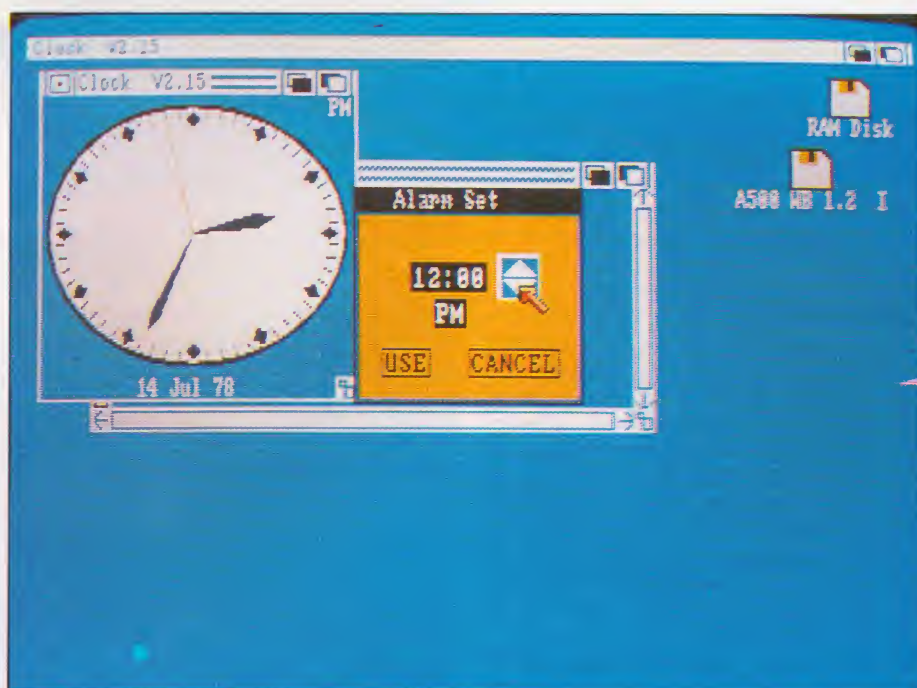 Clock V2.15
Clock V2.15
PM
RAM Disk
A500 WB 1.2 I
Alarm Set
12:00
PM
USE
CANCEL
14 Jul 78